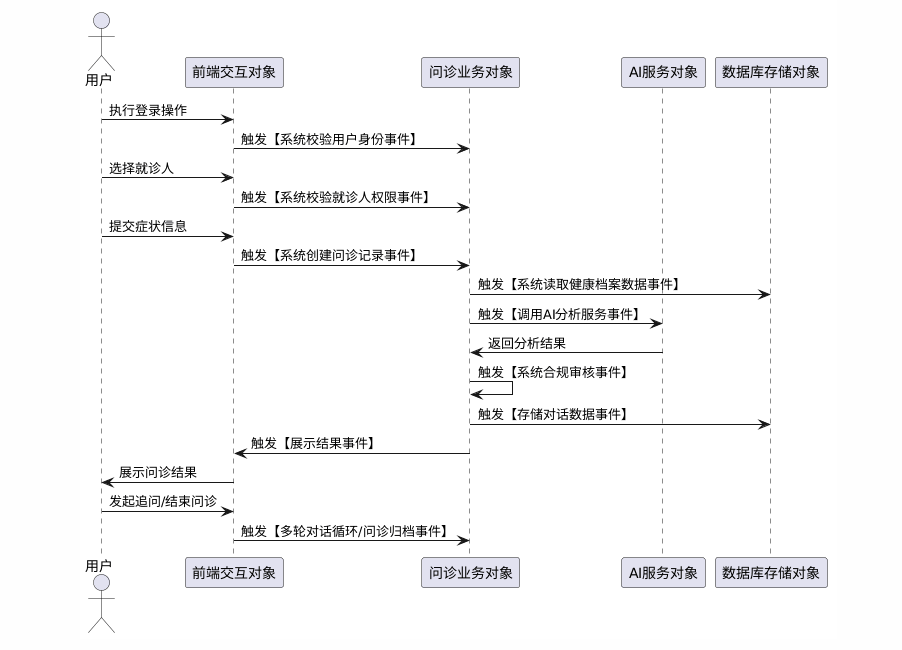 用户
前端交互对象
问诊业务对象
AI服务对象
数据库存储对象
执行登录操作
触发【系统校验用户身份事件】
选择就诊人
触发【系统校验就诊人权限事件】
提交症状信息
触发【系统创建问诊记录事件】
触发【系统读取健康档案数据事件】
触发【调用AI分析服务事件】
返回分析结果
触发【系统合规审核事件】
触发【存储对话数据事件】
触发【展示结果事件】
展示问诊结果
发起追问/结束问诊
触发【多轮对话循环/问诊归档事件】
用户
前端交互对象
问诊业务对象
AI服务对象
数据库存储对象